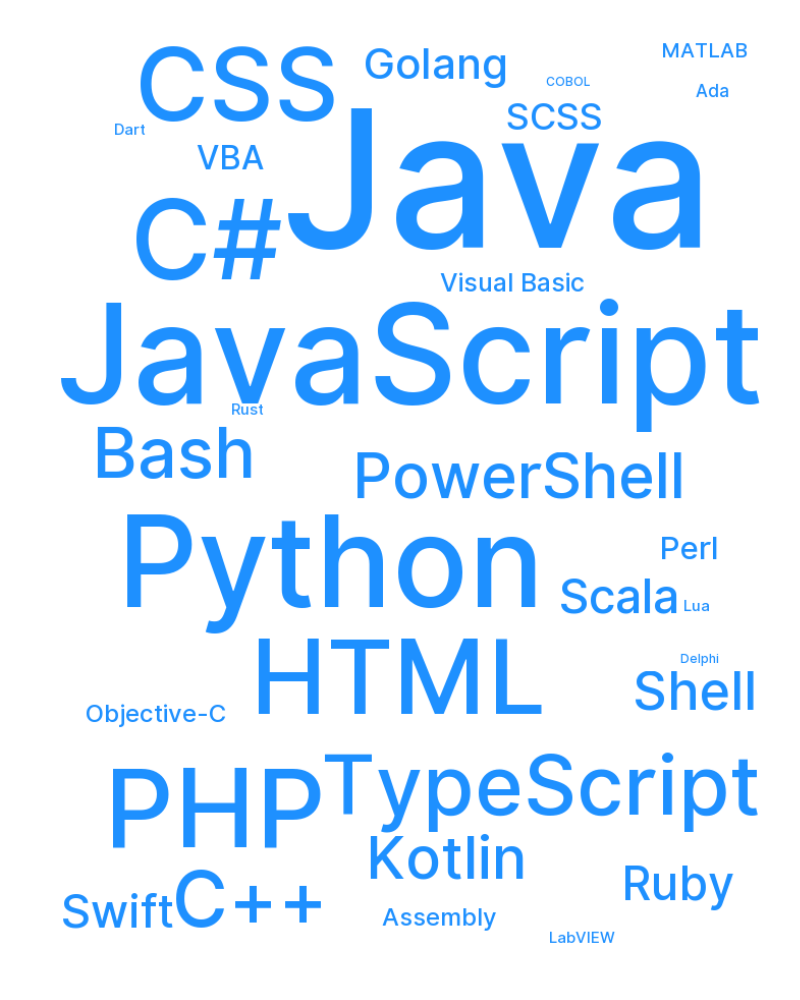 CSS
Golang
MATLAB
COBOL
Ada
SCSS
Dart
Java
VBA
C#
Visual Basic
JavaScript
Rust
Bash
PowerShell
Python
Perl
Scala
Lua
HTML
Delphi
Shell
Objective-C
TypeScript
PHP
Kotlin
Ruby
C++
Swift
Assembly
LabVIEW